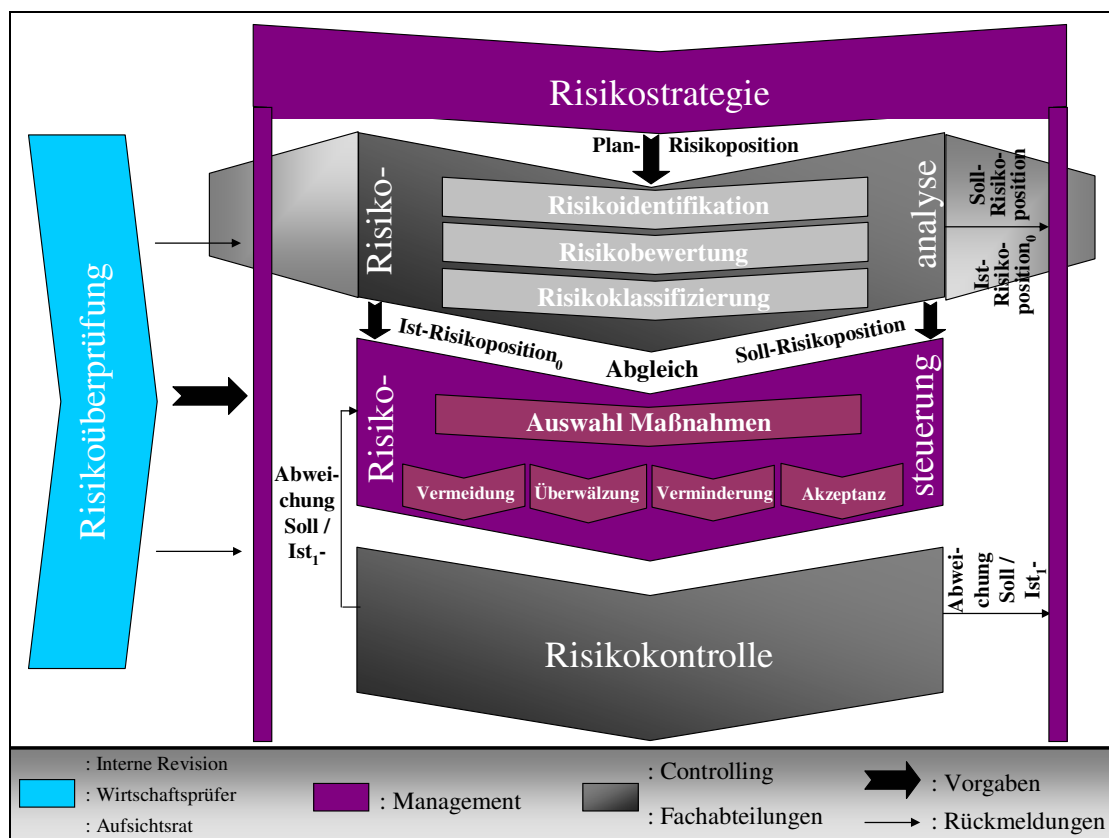 Risikostrategie
Plan- Risikoposition
Risiko-
analyse
Risikoidentifikation
Risikobewertung
Risikoklassifizierung
Soll-
Risiko-
position
Ist-
Risiko-
position₀
Risikoüberprüfung
Ist-Risikoposition₀
Abgleich
Soll-Risikoposition
Risiko-
steuerung
Auswahl Maßnahmen
Vermeidung
Überwälzung
Verminderung
Akzeptanz
Abwei-
chung
Soll /
Ist₁-
Abwei-
chung
Soll /
Ist₁-
Risikokontrolle
: Interne Revision
: Wirtschaftsprüfer
: Aufsichtsrat
: Management
: Controlling
: Fachabteilungen
: Vorgaben
: Rückmeldungen